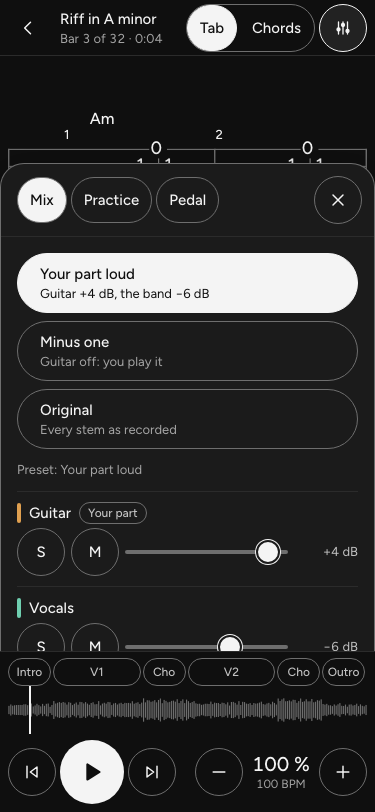 Riff in A minor
Bar 3 of 32 · 0:04
Tab
Chords
Am
1
2
0
0
1
1
1
1
Mix
Practice
Pedal
Your part loud
Guitar +4 dB, the band −6 dB
Minus one
Guitar off: you play it
Original
Every stem as recorded
Preset: Your part loud
Guitar
Your part
S
M
+4 dB
Vocals
S
M
−6 dB
Intro
V1
Cho
V2
Cho
Outro
100 %
100 BPM